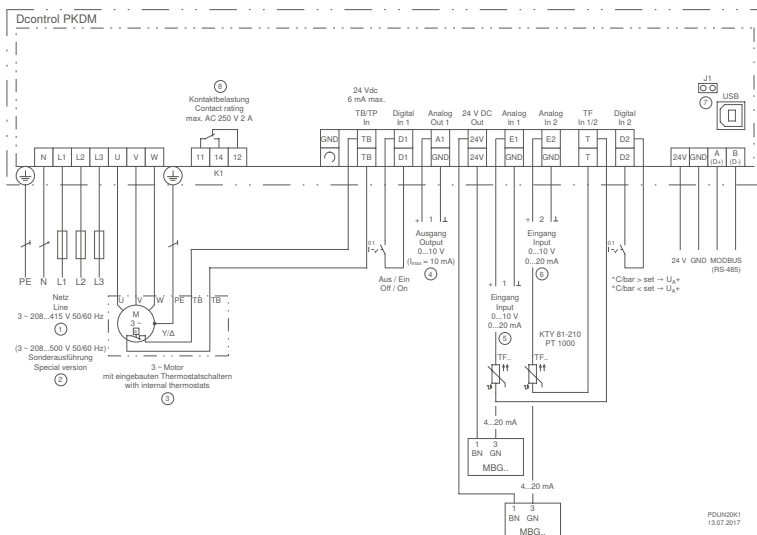 Dcontrol PKDM
8
Kontaktbelastung
Contact rating
max. AC 250 V 2 A
24 Vdc
6 mA max.
TB/TP
In
Digital
In 1
Analog
Out 1
24 V DC
Out
Analog
In 1
Analog
In 2
TF
In 1/2
Digital
In 2
J1
7
USB
N L1 L2 L3 U V W
11 14 12
K1
GND TB D1 A1 24V E1 E2 T D2
TB D1 GND 24V GND GND T D2
24V GND A (D+) B (D-)
PE N L1 L2 L3
Netz
Line
3 ~ 208...415 V 50/60 Hz
1
(3 ~ 208...500 V 50/60 Hz)
Sonderausführung
Special version
2
U V W PE TB TB
M
3 ~
Y/Δ
3 ~ Motor
mit eingebauten Thermostatschaltern
with internal thermostats
3
0 1
Aus / Ein
Off / On
+ 1 ⊥
Ausgang
Output
0...10 V
(Imax = 10 mA)
4
+ 1 ⊥
Eingang
Input
0...10 V
0...20 mA
5
+ 2 ⊥
Eingang
Input
0...10 V
0...20 mA
6
0 1
°C/bar > set → UA+
°C/bar < set → UA+
24 V GND MODBUS
(RS-485)
KTY 81-210
PT 1000
TF..
TF..
4...20 mA
1 3
BN GN
MBG..
4...20 mA
1 3
BN GN
MBG..
PDUN20K1
13.07.2017